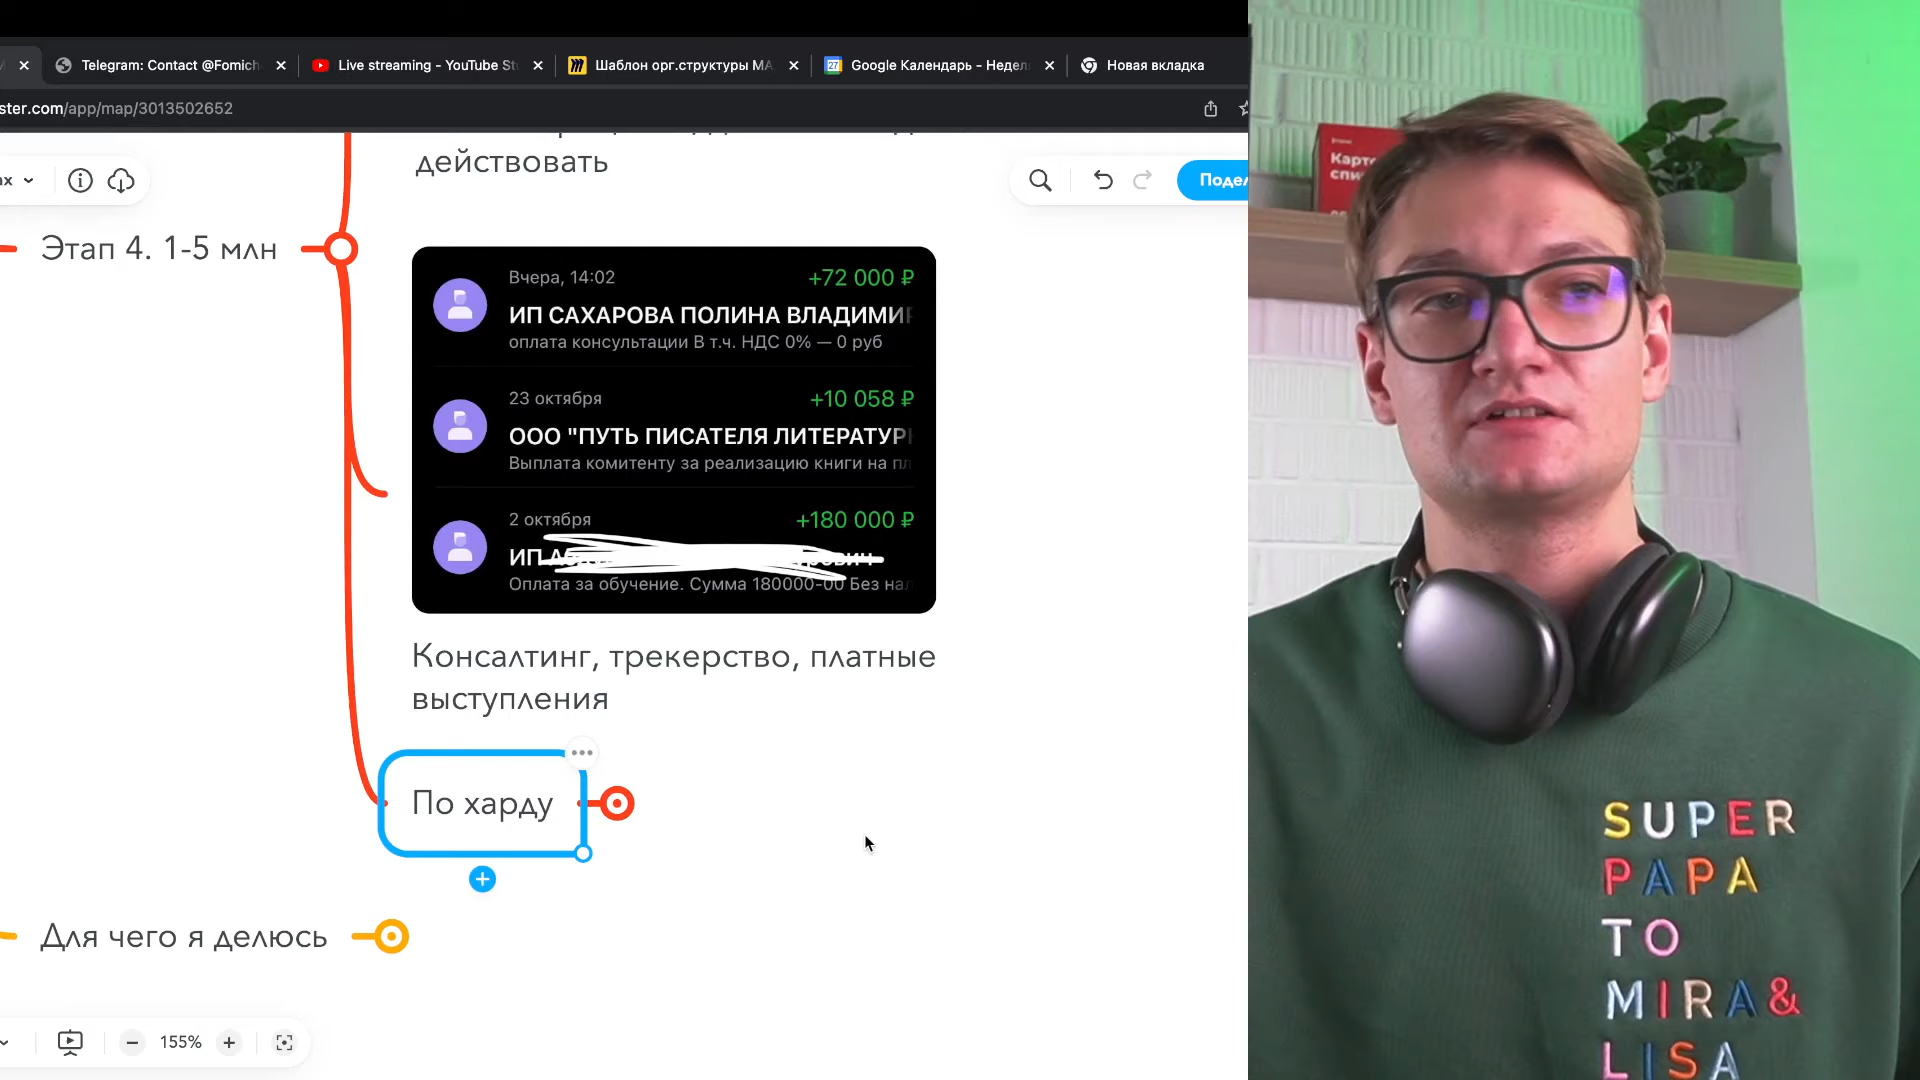 Telegram: Contact @Fomich
Live streaming - YouTube St
Шаблон орг.структуры МА
Google Календарь - Недел
Новая вкладка
ster.com/app/map/3013502652
действовать
Поде
Этап 4. 1-5 млн
Вчера, 14:02
+72 000 ₽
ИП САХАРОВА ПОЛИНА ВЛАДИМИР
оплата консультации В т.ч. НДС 0% — 0 руб
23 октября
+10 058 ₽
ООО "ПУТЬ ПИСАТЕЛЯ ЛИТЕРАТУР
Выплата комитенту за реализацию книги на пл
2 октября
+180 000 ₽
ИП
Оплата за обучение. Сумма 180000-00 Без нал
Консалтинг, трекерство, платные
выступления
По харду
Для чего я делюсь
155%
Карт
спи
SUPER
PAPA
TO
MIRA&
LISA